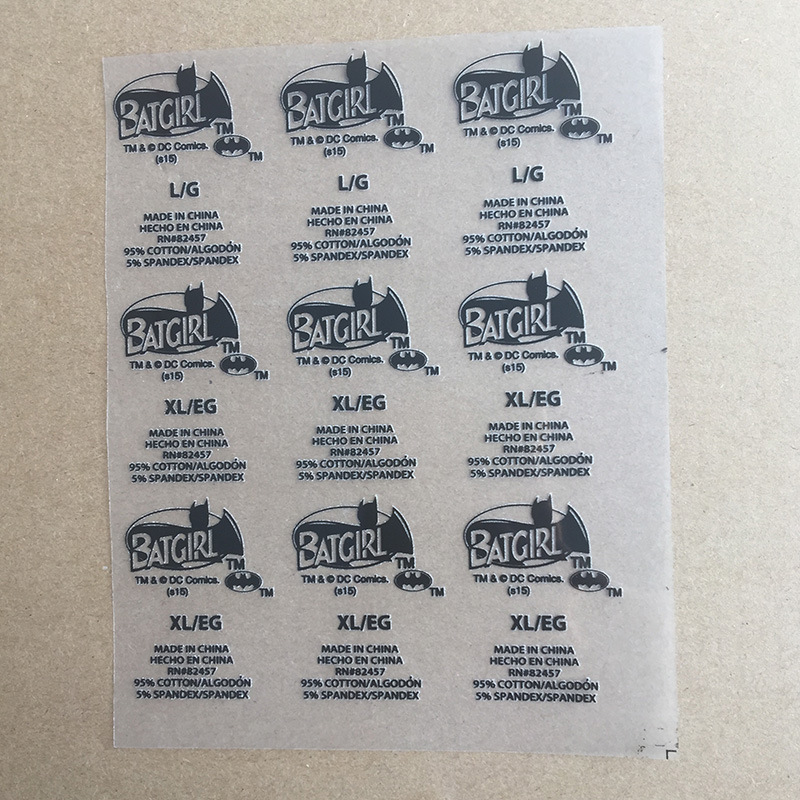 BATGIRL TM
TM & © DC Comics. TM
(s15)
L/G
MADE IN CHINA
HECHO EN CHINA
RN#82457
95% COTTON/ALGODÓN
5% SPANDEX/SPANDEX
BATGIRL TM
TM & © DC Comics. TM
(s15)
L/G
MADE IN CHINA
HECHO EN CHINA
RN#82457
95% COTTON/ALGODÓN
5% SPANDEX/SPANDEX
BATGIRL TM
TM & © DC Comics. TM
(s15)
L/G
MADE IN CHINA
HECHO EN CHINA
RN#82457
95% COTTON/ALGODÓN
5% SPANDEX/SPANDEX
BATGIRL TM
TM & © DC Comics. TM
(s15)
XL/EG
MADE IN CHINA
HECHO EN CHINA
RN#82457
95% COTTON/ALGODÓN
5% SPANDEX/SPANDEX
BATGIRL TM
TM & © DC Comics. TM
(s15)
XL/EG
MADE IN CHINA
HECHO EN CHINA
RN#82457
95% COTTON/ALGODÓN
5% SPANDEX/SPANDEX
BATGIRL TM
TM & © DC Comics. TM
(s15)
XL/EG
MADE IN CHINA
HECHO EN CHINA
RN#82457
95% COTTON/ALGODÓN
5% SPANDEX/SPANDEX
BATGIRL TM
TM & © DC Comics. TM
(s15)
XL/EG
MADE IN CHINA
HECHO EN CHINA
RN#82457
95% COTTON/ALGODÓN
5% SPANDEX/SPANDEX
BATGIRL TM
TM & © DC Comics. TM
(s15)
XL/EG
MADE IN CHINA
HECHO EN CHINA
RN#82457
95% COTTON/ALGODÓN
5% SPANDEX/SPANDEX
BATGIRL TM
TM & © DC Comics. TM
(s15)
XL/EG
MADE IN CHINA
HECHO EN CHINA
RN#82457
95% COTTON/ALGODÓN
5% SPANDEX/SPANDEX